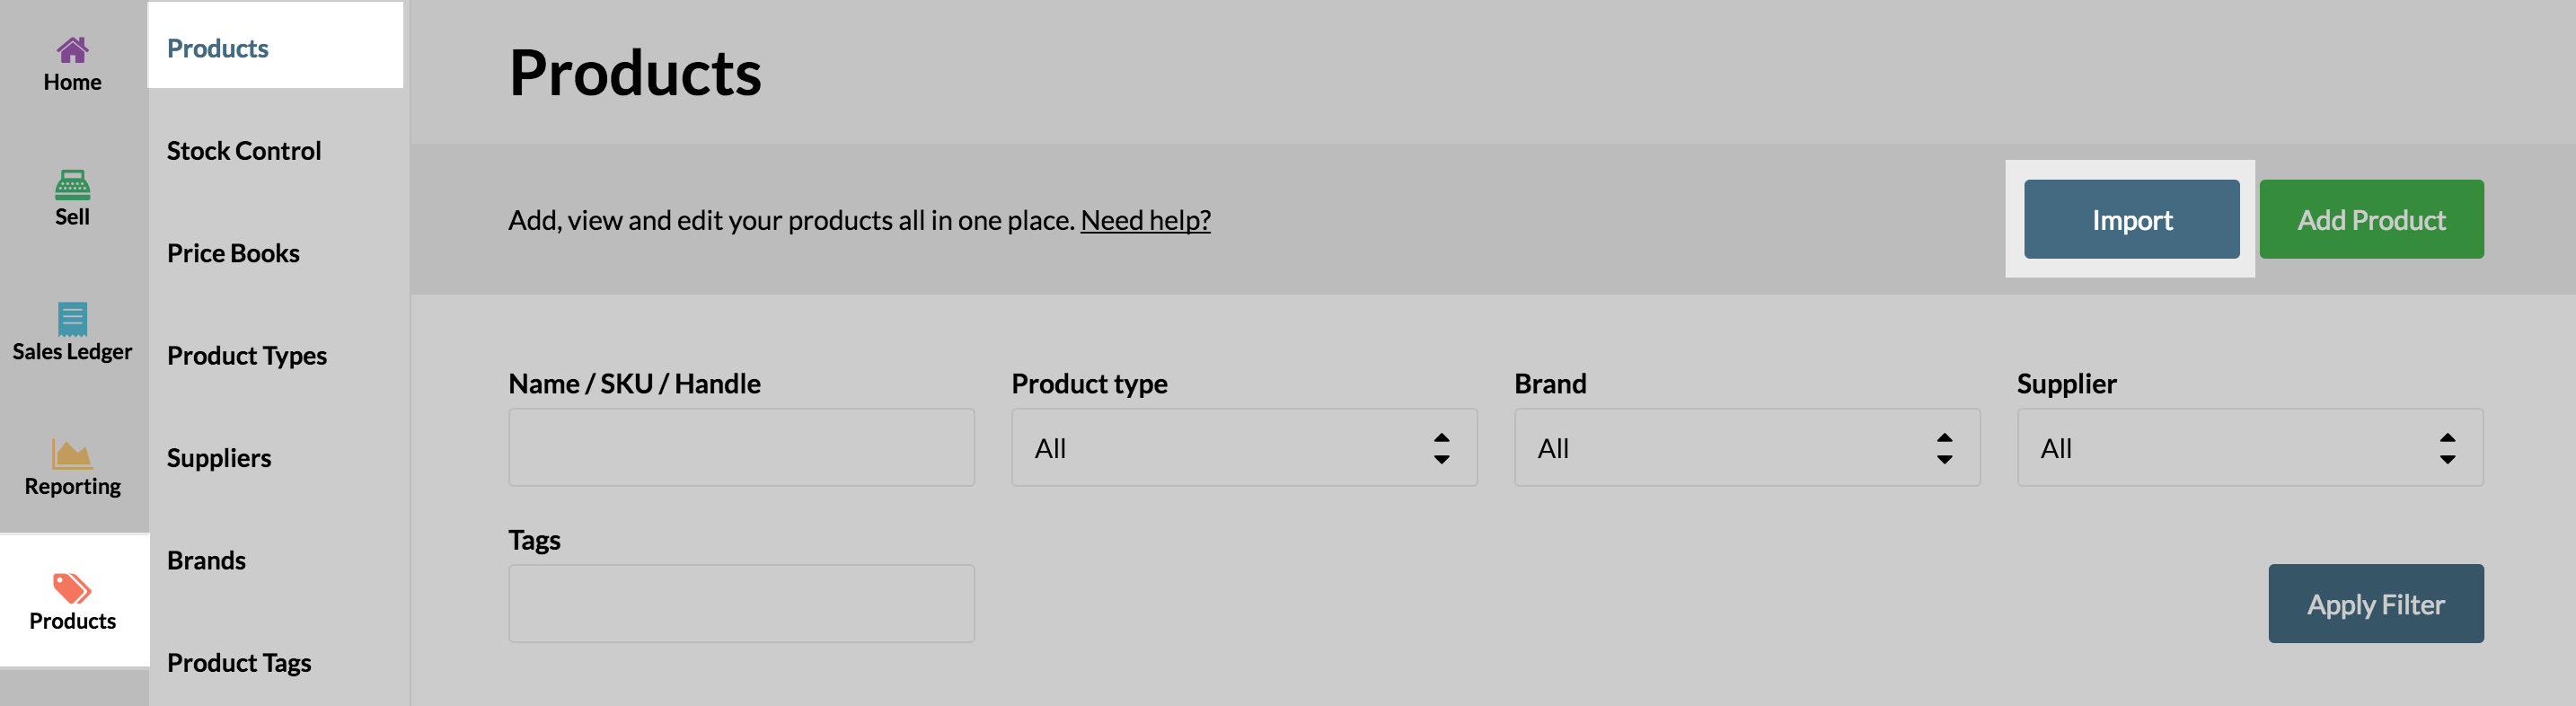 Home
Sell
Sales Ledger
Reporting
Products
Products
Stock Control
Price Books
Product Types
Suppliers
Brands
Product Tags
Products
Add, view and edit your products all in one place. Need help?
Import
Add Product
Name / SKU / Handle
Product type
Brand
Supplier
All
All
All
Tags
Apply Filter